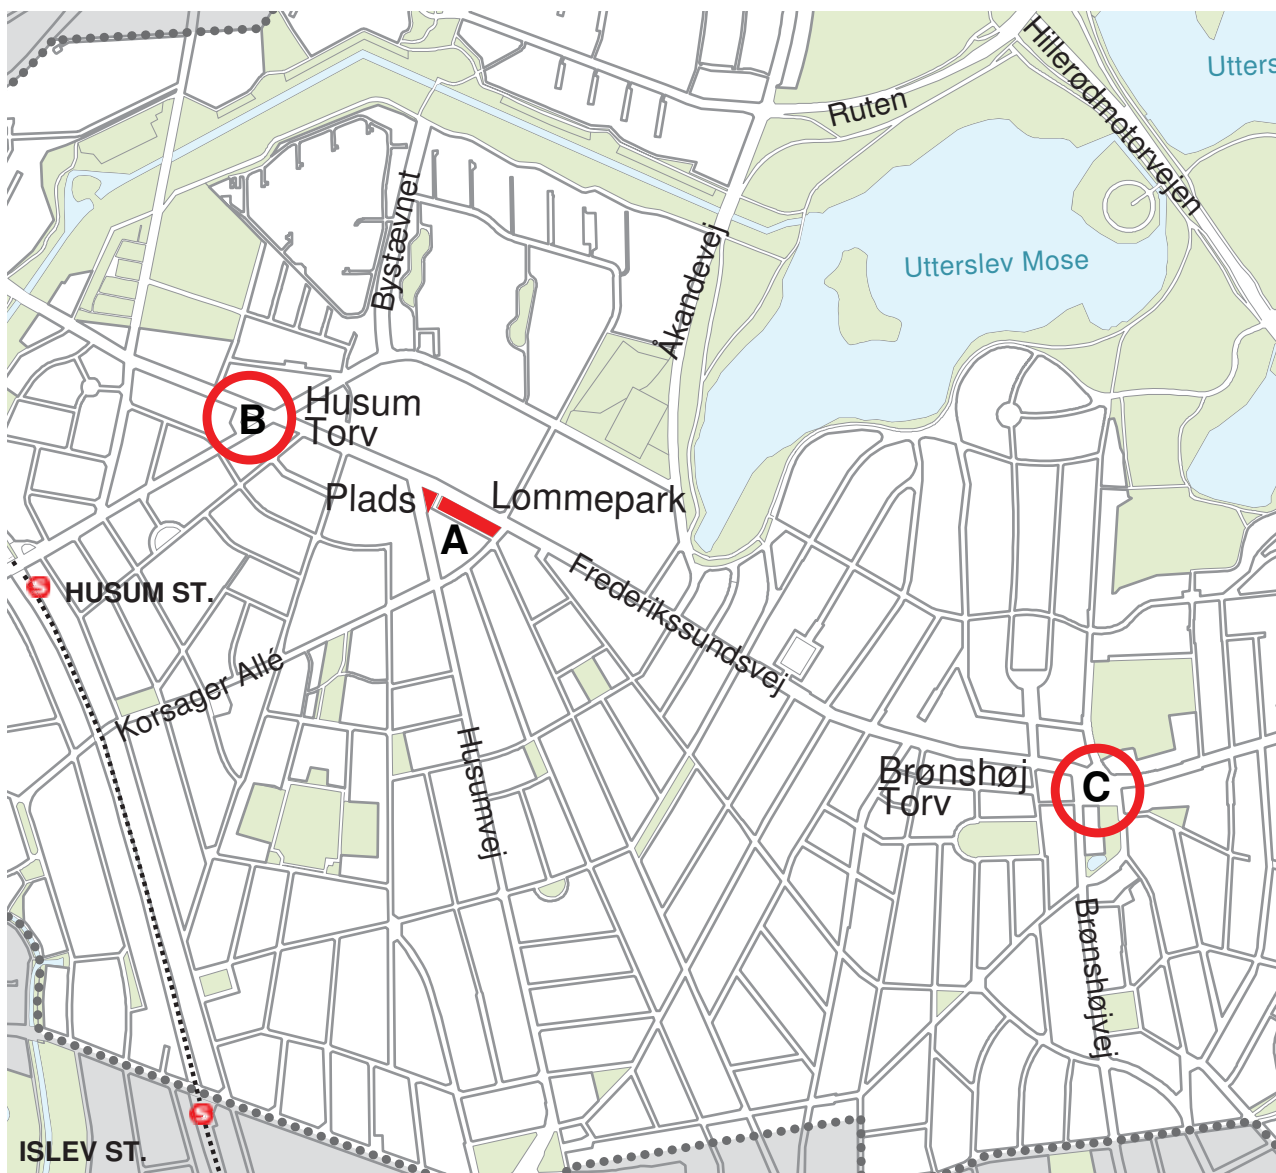 Utters
Hillerødmotorvejen
Ruten
Bystævnet
Åkandevej
Utterslev Mose
B
Husum
Torv
Plads
Lommepark
A
HUSUM ST.
Frederikssundsvej
Korsager Allé
Husumvej
Brønshøj
Torv
C
Brønshøjvej
S
S
ISLEV ST.